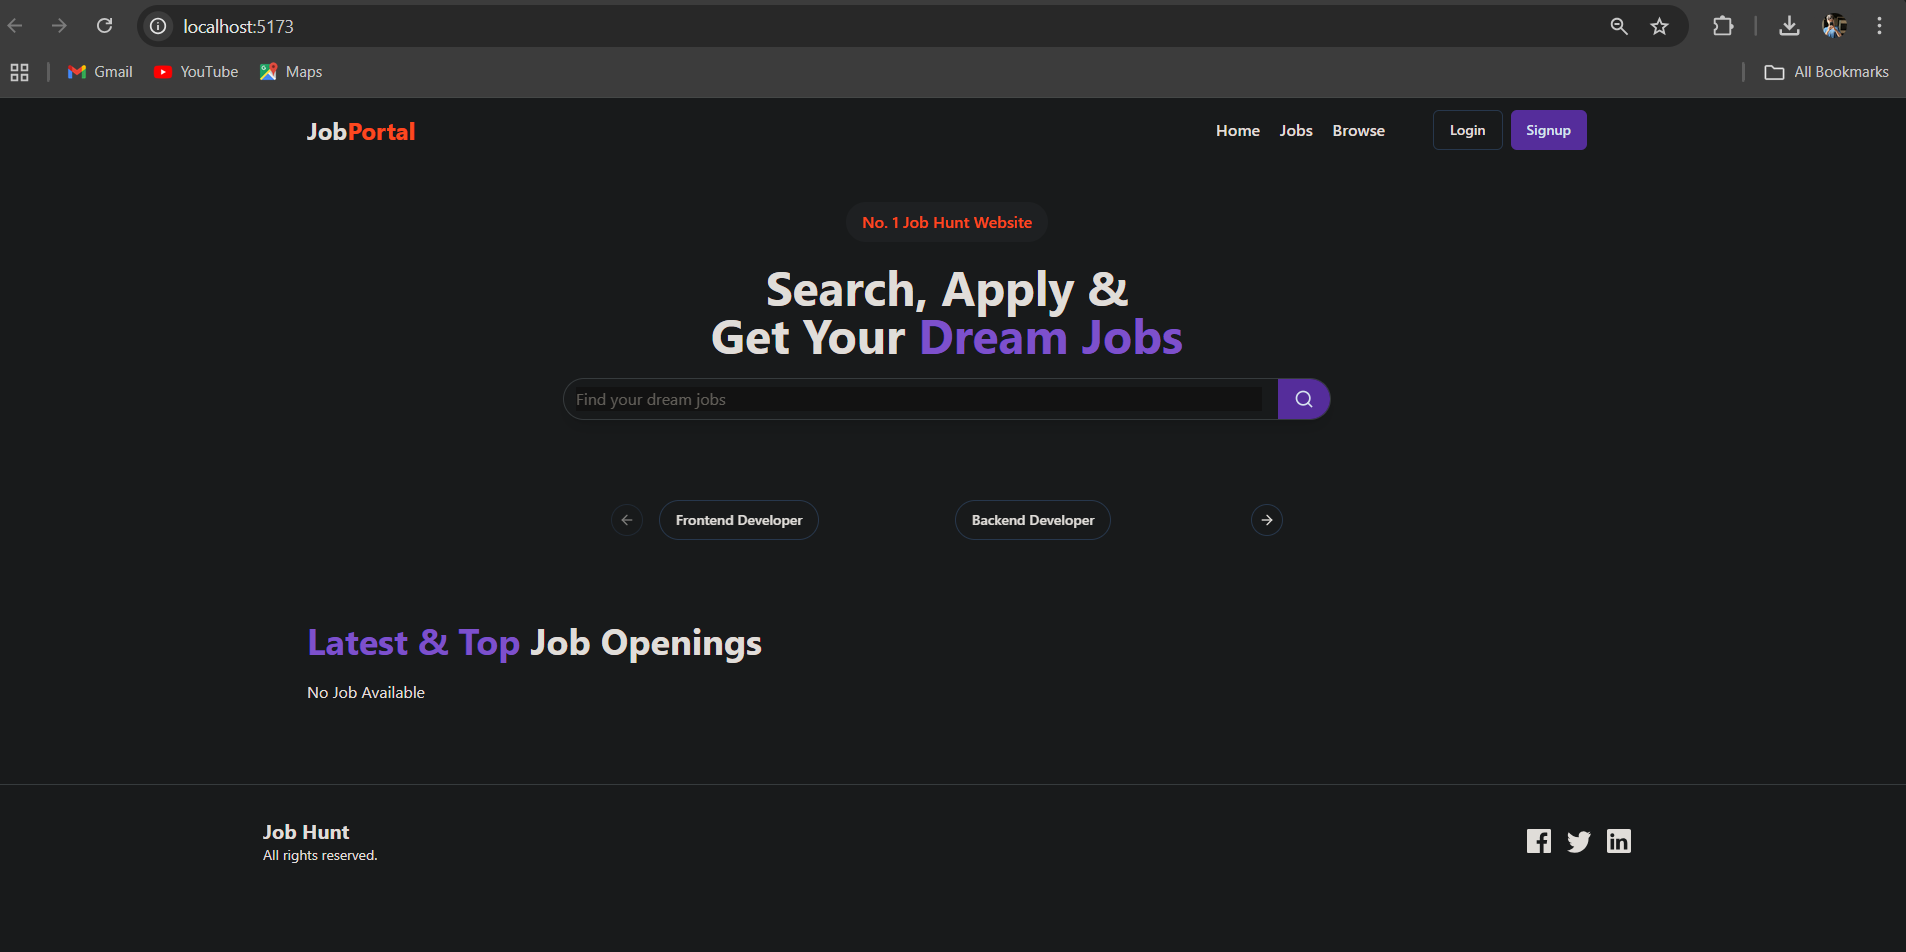 localhost:5173
Gmail YouTube Maps All Bookmarks
JobPortal Home Jobs Browse Login Signup
No. 1 Job Hunt Website
Search, Apply &
Get Your Dream Jobs
Find your dream jobs
Frontend Developer Backend Developer
Latest & Top Job Openings
No Job Available
Job Hunt
All rights reserved.